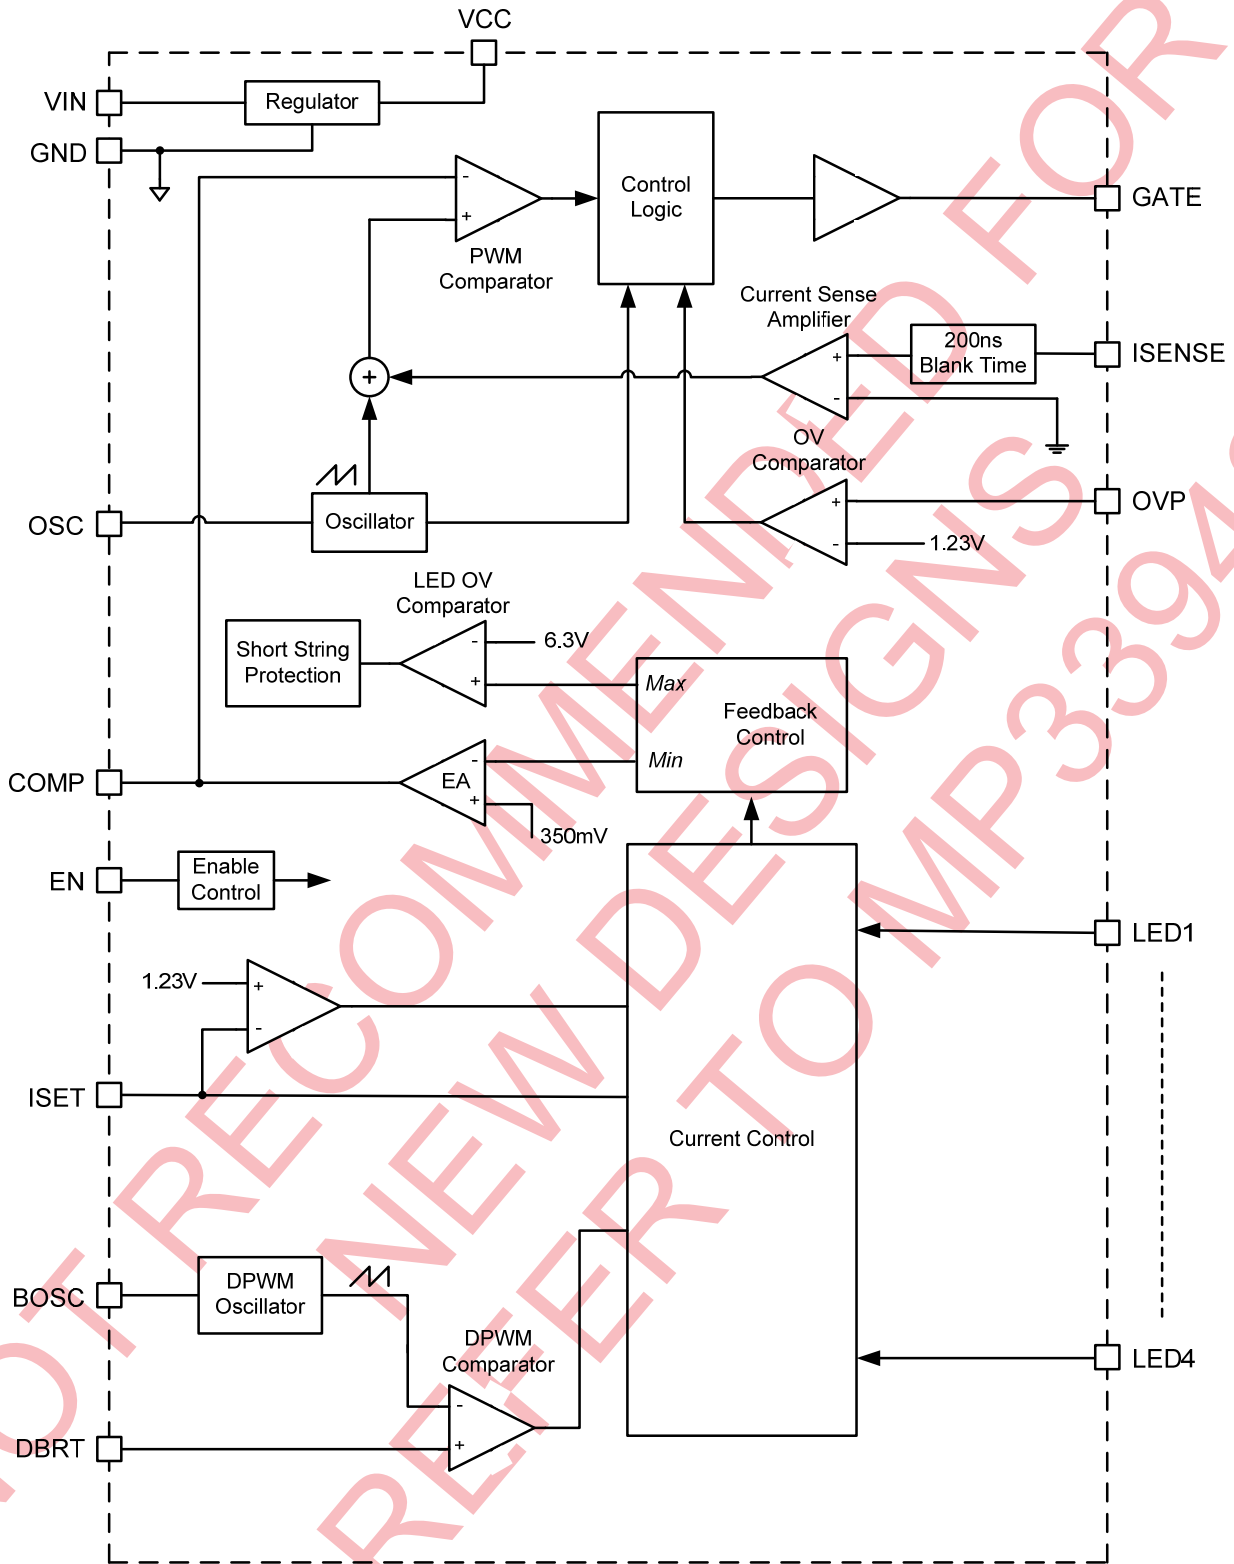 VCC
VIN
Regulator
GND
-
+
PWM
Comparator
Control
Logic
GATE
Current Sense
Amplifier
+
-
200ns
Blank Time
ISENSE
+
OV
Comparator
+
-
1.23V
OVP
OSC
Oscillator
LED OV
Comparator
Short String
Protection
-
+
6.3V
Max
Min
Feedback
Control
COMP
EA
-
+
350mV
EN
Enable
Control
LED1
1.23V
+
-
ISET
Current Control
BOSC
DPWM
Oscillator
DPWM
Comparator
-
+
LED4
DBRT
NOT RECOMMENDED FOR
NEW DESIGNS
REFER TO MP3394